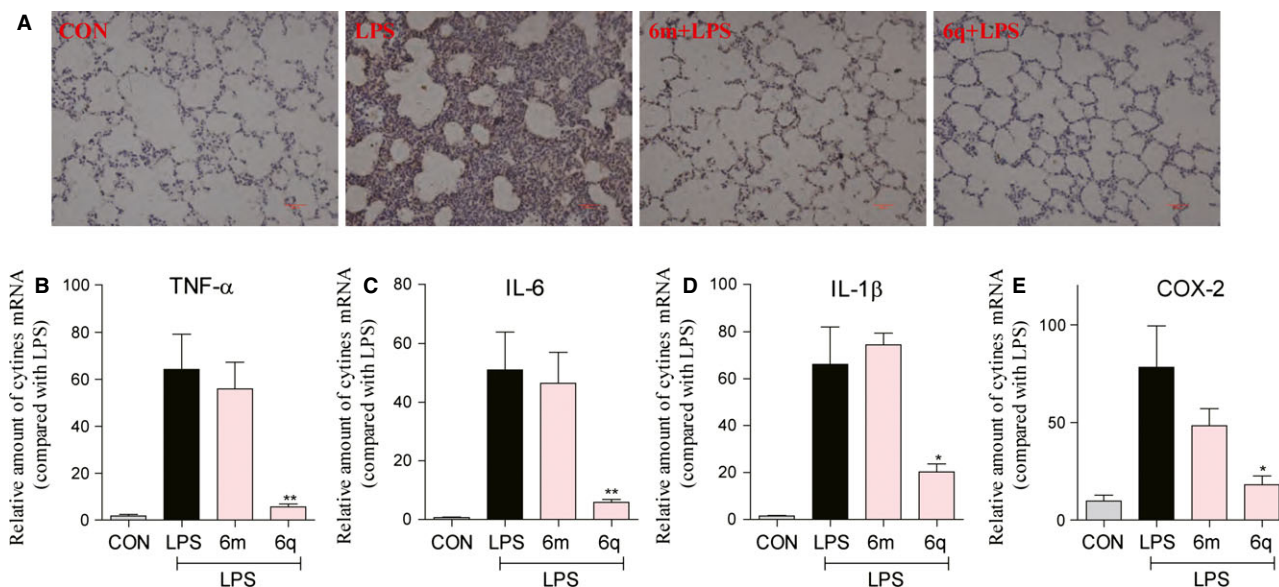 A
CON
LPS
6m+LPS
6q+LPS
B
TNF-α
Relative amount of cytines mRNA
(compared with LPS)
100
80
60
40
20
0
**
CON
LPS
6m
6q
LPS
C
IL-6
Relative amount of cytines mRNA
(compared with LPS)
80
60
40
20
0
**
CON
LPS
6m
6q
LPS
D
IL-1β
Relative amount of cytines mRNA
(compared with LPS)
100
80
60
40
20
0
*
CON
LPS
6m
6q
LPS
E
COX-2
Relative amount of cytines mRNA
(compared with LPS)
100
50
0
*
CON
LPS
6m
6q
LPS